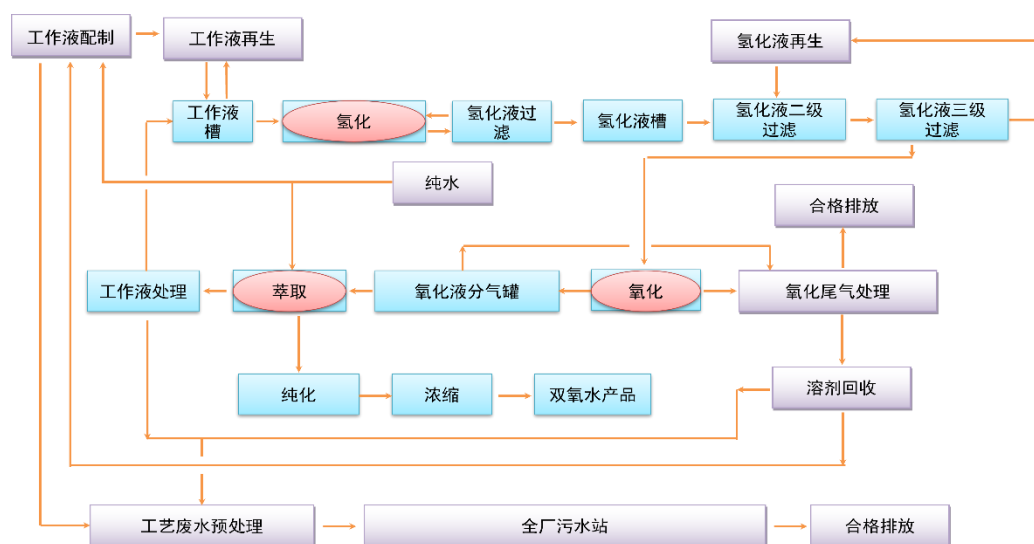 工作液配制
工作液再生
氢化液再生
工作液
槽
氢化
氢化液过
滤
氢化液槽
氢化液二级
过滤
氢化液三级
过滤
纯水
合格排放
工作液处理
萃取
氧化液分气罐
氧化
氧化尾气处理
纯化
浓缩
双氧水产品
溶剂回收
工艺废水预处理
全厂污水站
合格排放